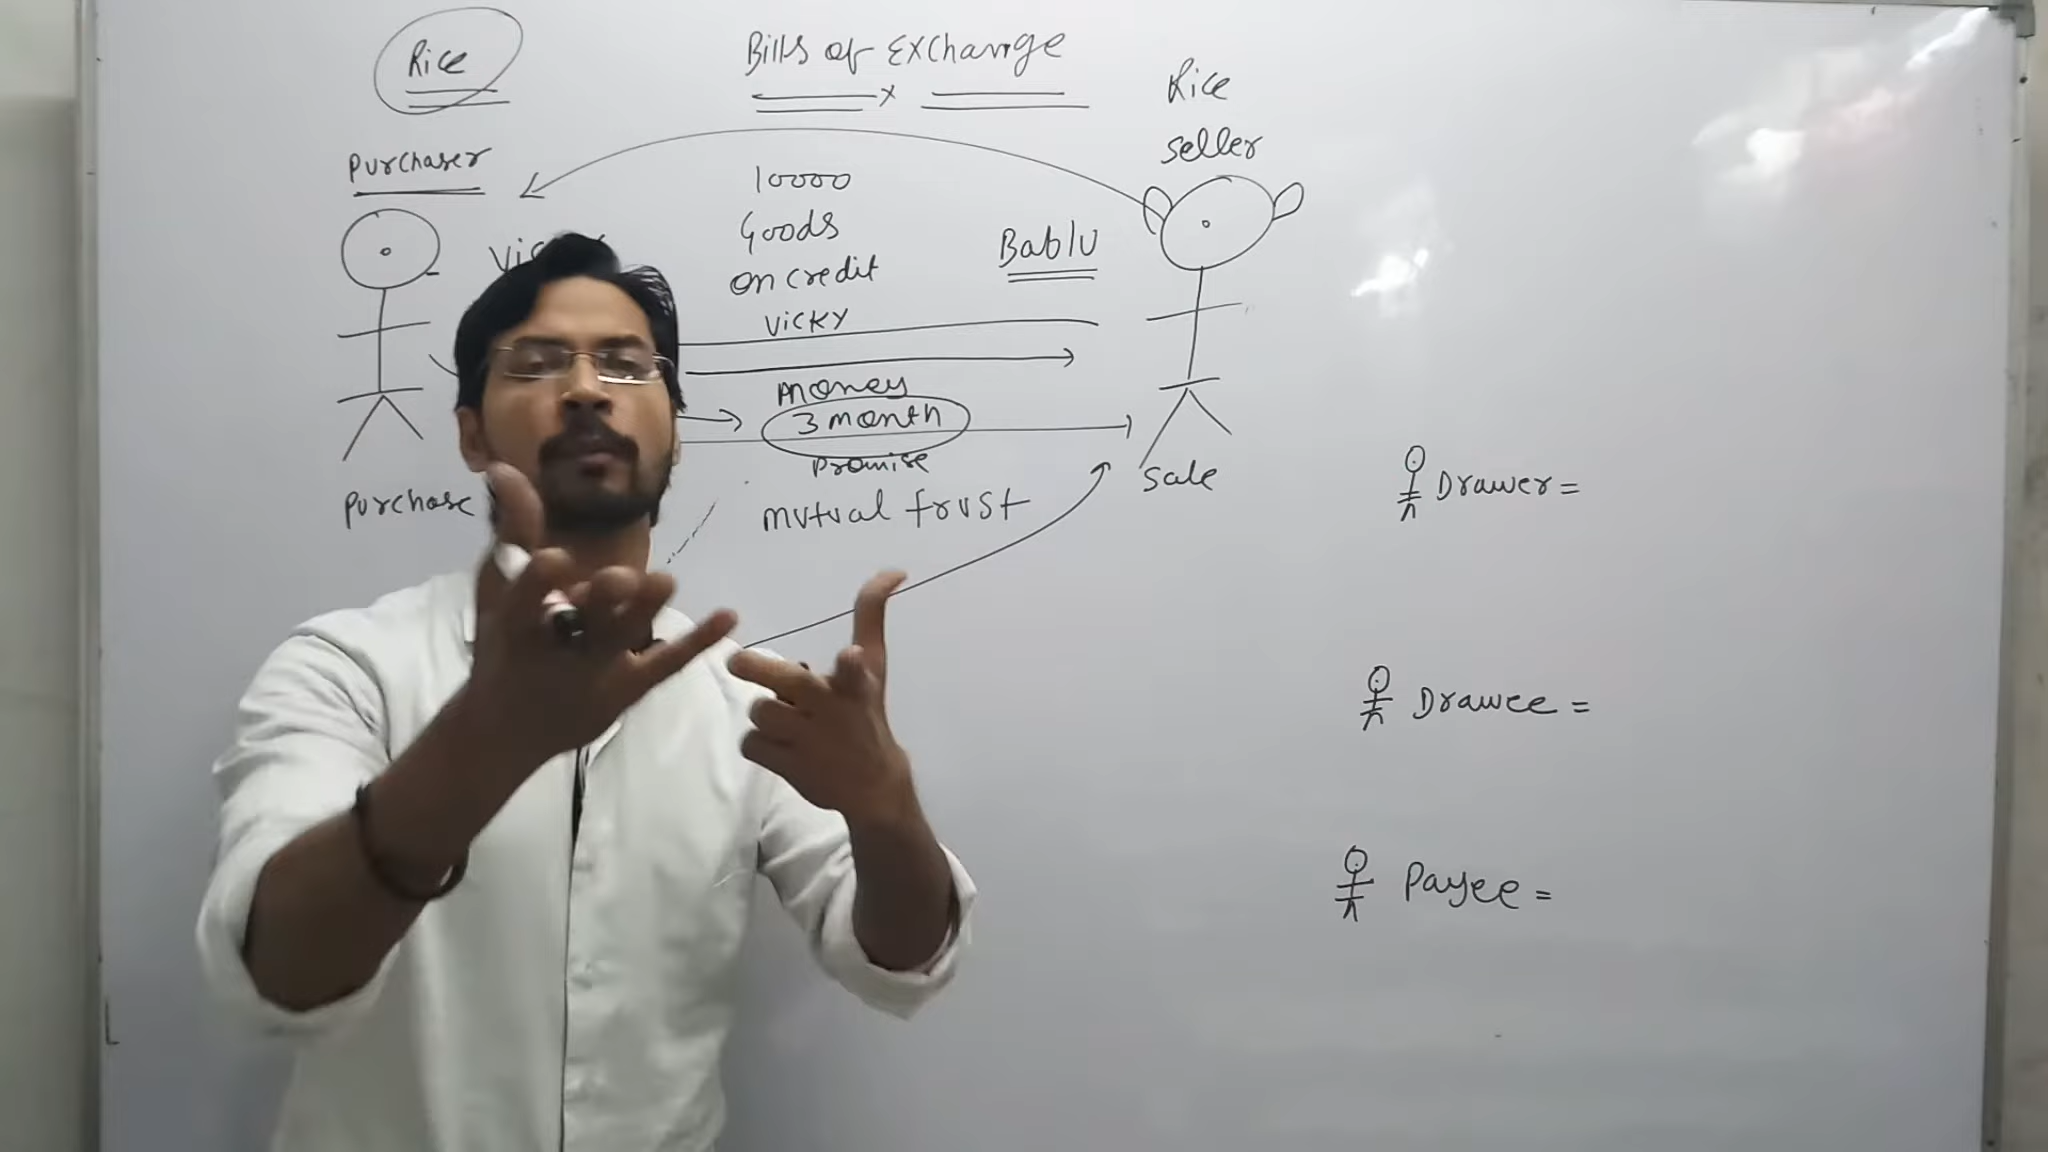 Rice
Bills of Exchange
Rice
seller
purchaser
10000
Goods
on credit
Bablu
Vicky
money
3 month
promise
mutual trust
purchase
sale
Drawer =
Drawee =
Payee =